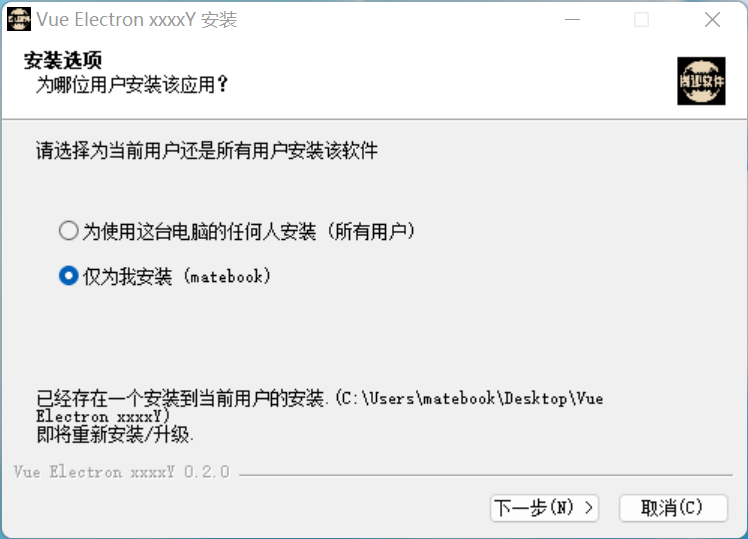 Vue Electron xxxxY 安装
安装选项
为哪位用户安装该应用？
请选择为当前用户还是所有用户安装该软件
为使用这台电脑的任何人安装 (所有用户)
仅为我安装 (matebook)
已经存在一个安装到当前用户的安装.(C:\Users\matebook\Desktop\Vue
Electron xxxxY)
即将重新安装/升级.
Vue Electron xxxxY 0.2.0
下一步(N) >
取消(C)